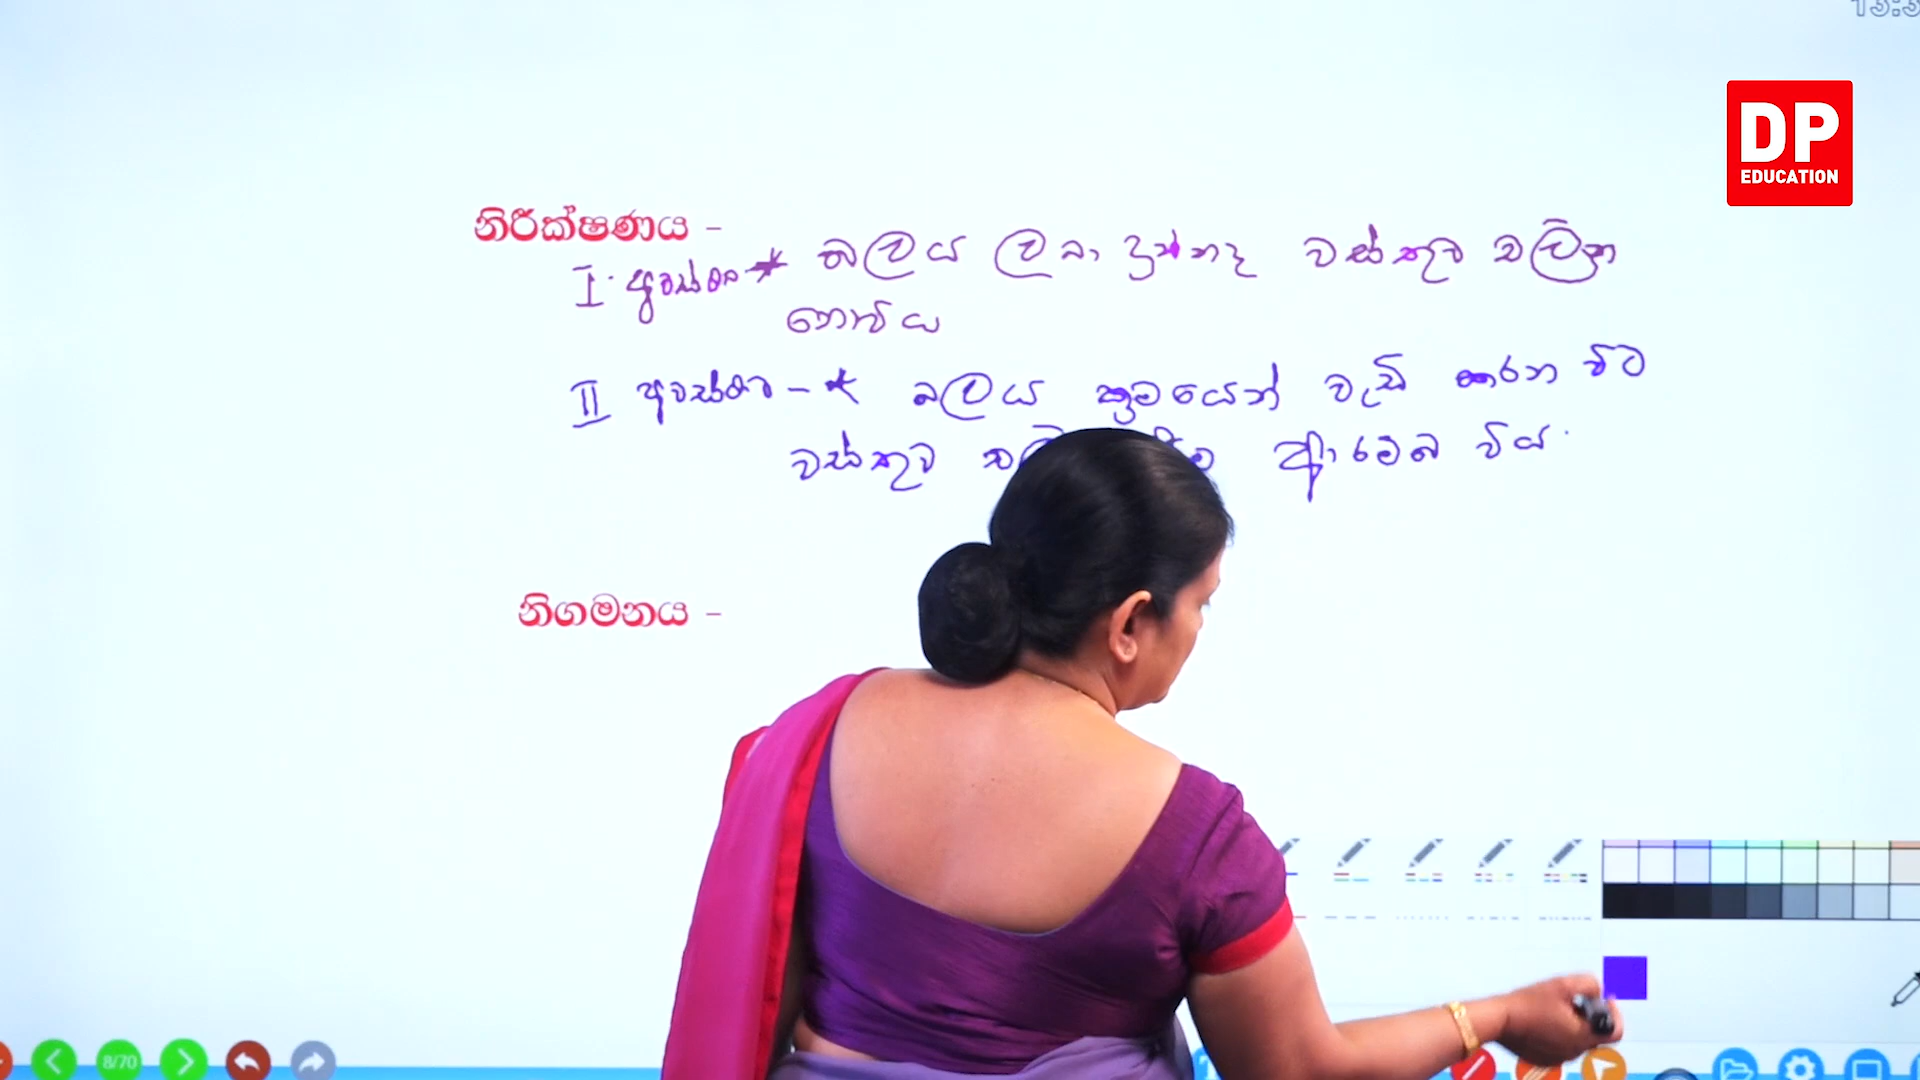 DP
EDUCATION
නිරීක්ෂණය -
I. අවස්ථාව * බලය ලබා දුන්නද වස්තුව චලිත
නොවීය
II අවස්ථාව - * බලය ක්‍රමයෙන් වැඩි කරන විට
වස්තුව ආරම්බ විය.
නිගමනය -
8/70